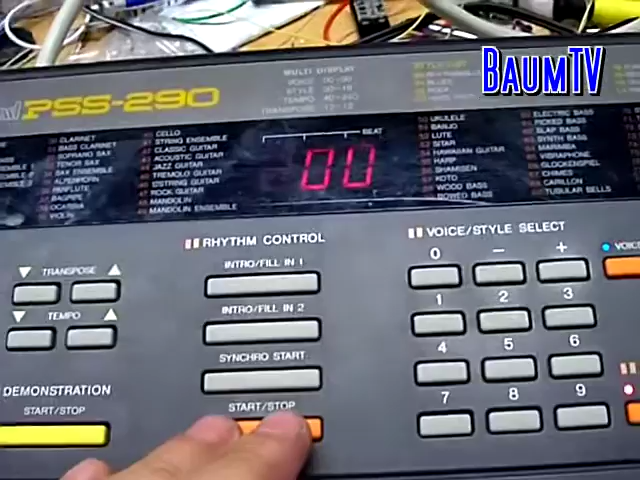 BAUMTV
PSS-290
MULTI DISPLAY
VOICE 00-99
TEMPO 40-240
CLARINET
BASS CLARINET
SOPRANO SAX
TENOR SAX
SAX ENSEMBLE
ALPENHORN
PANFLUTE
BAGPIPE
OCARINA
VIOLIN
CELLO
STRING ENSEMBLE
CLASSIC GUITAR
ACOUSTIC GUITAR
JAZZ GUITAR
TREMOLO GUITAR
12STRING GUITAR
ROCK GUITAR
MANDOLIN
MANDOLIN ENSEMBLE
BEAT
00
UKULELE
BANJO
LUTE
SITAR
HAWAIIAN GUITAR
HARP
SHAMISEN
KOTO
WOOD BASS
BOWED BASS
ELECTRIC BASS
PICKED BASS
SLAP BASS
SYNTH BASS
MARIMBA
VIBRAPHONE
GLOCKENSPIEL
CHIMES
CARILLON
TUBULAR BELLS
TRANSPOSE
TEMPO
DEMONSTRATION
START/STOP
RHYTHM CONTROL
INTRO/FILL IN 1
INTRO/FILL IN 2
SYNCHRO START
START/STOP
VOICE/STYLE SELECT
0 - +
1 2 3
4 5 6
7 8 9